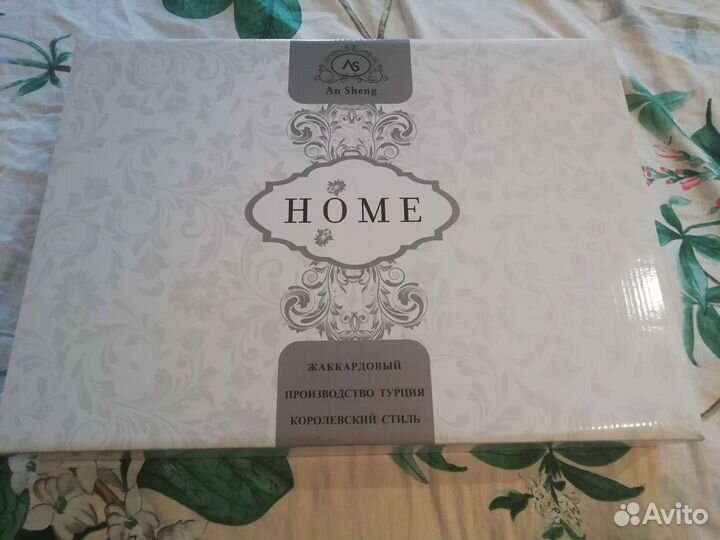 AS
An Sheng
HOME
ЖАККАРДОВЫЙ
ПРОИЗВОДСТВО ТУРЦИЯ
КОРОЛЕВСКИЙ СТИЛЬ
Avito